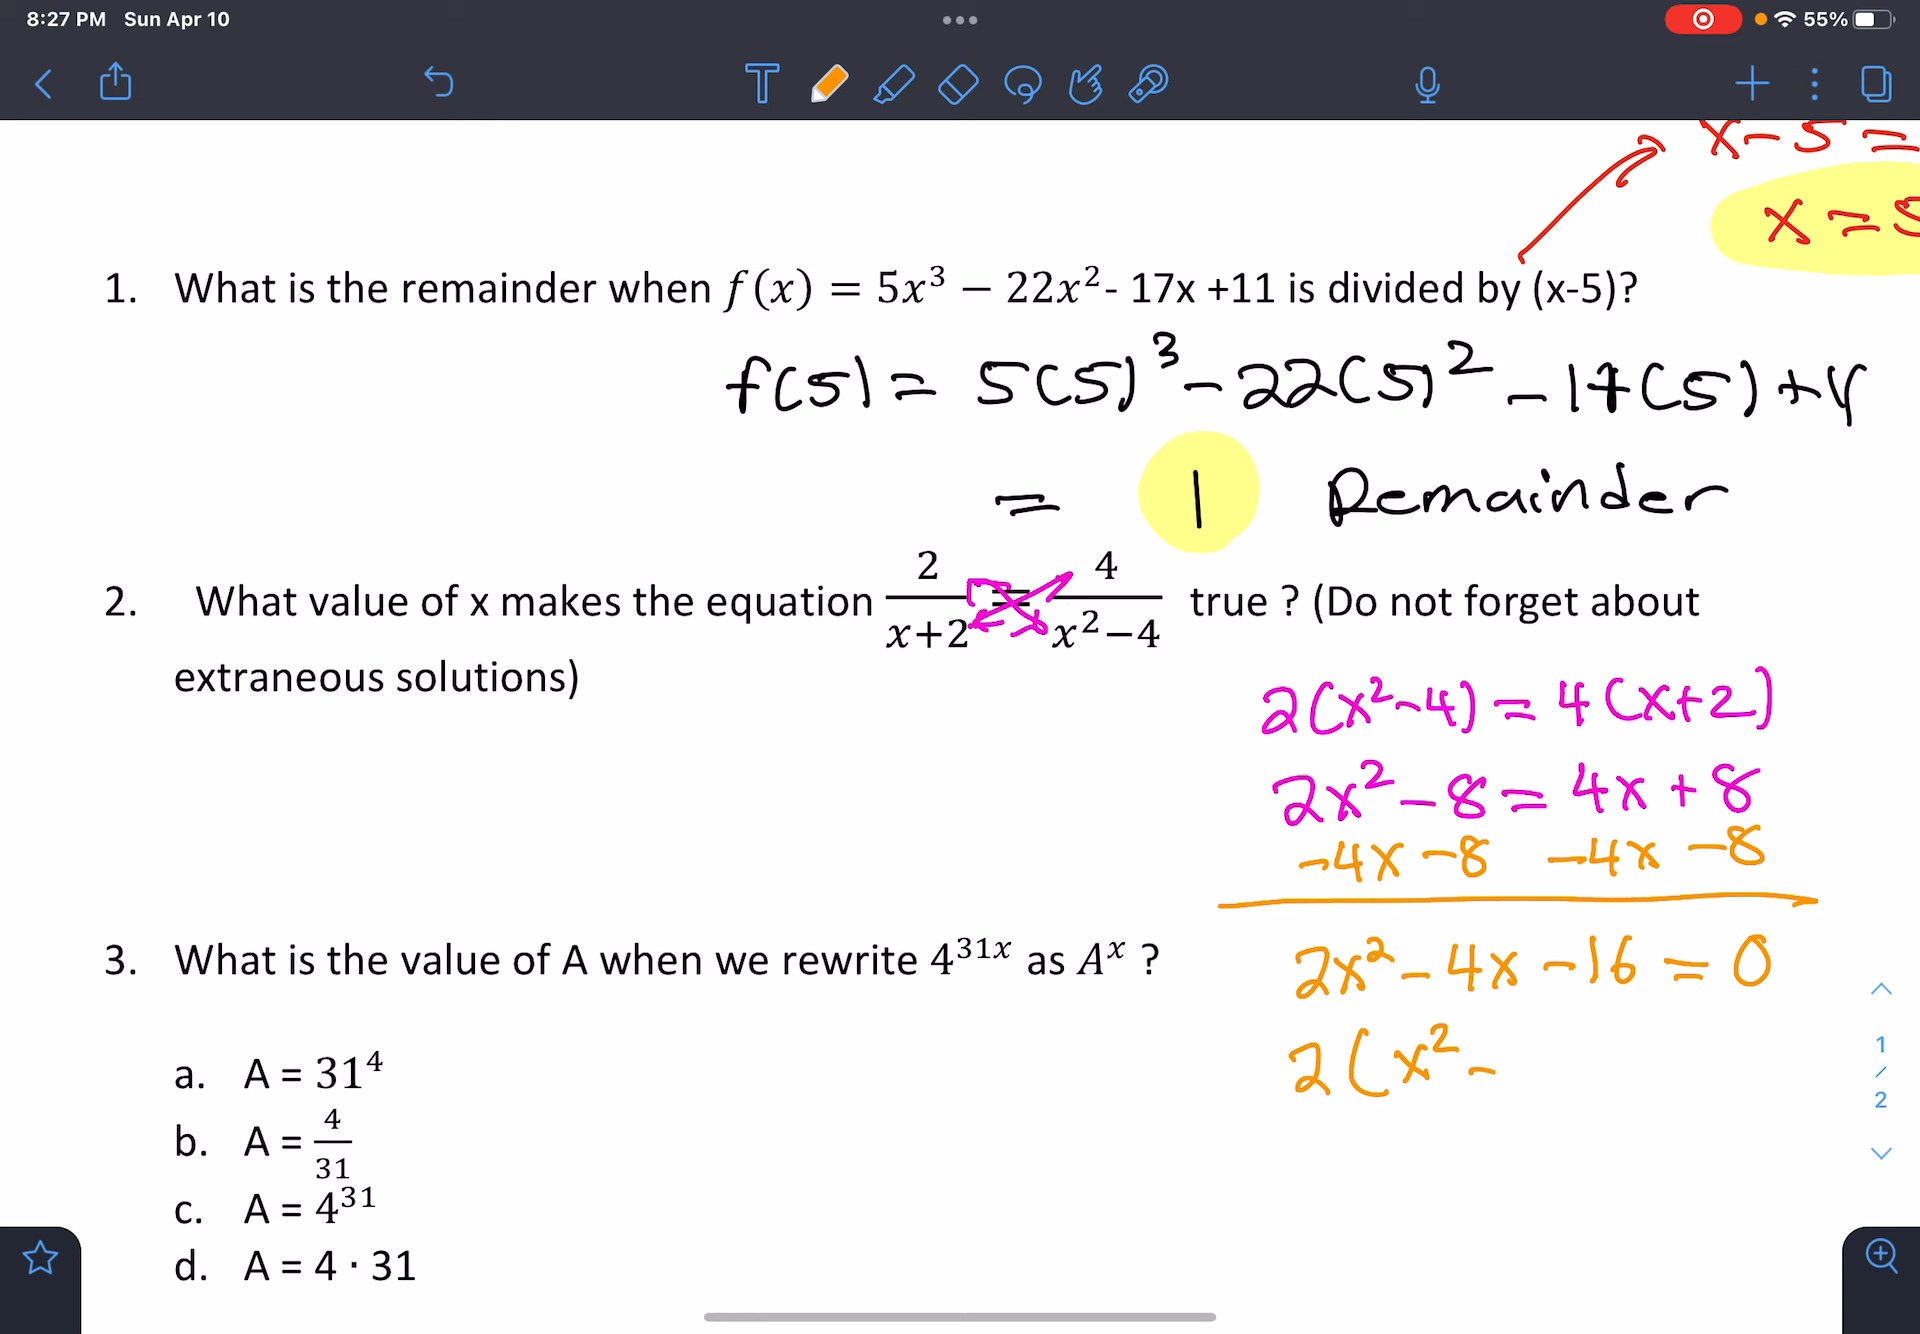 8:27 PM Sun Apr 10
55%
x-5=
x=5
1. What is the remainder when f(x) = 5x³ − 22x²- 17x +11 is divided by (x-5)?
f(5) = 5(5)³ - 22(5)² - 17(5) +
= 1 Remainder
2. What value of x makes the equation 2/(x+2) = 4/(x²−4) true ? (Do not forget about
extraneous solutions)
2(x²-4) = 4(x+2)
2x² - 8 = 4x + 8
-4x -8 -4x -8
2x² - 4x - 16 = 0
2(x² -
3. What is the value of A when we rewrite 4³¹ˣ as Aˣ ?
a. A = 31⁴
b. A = 4/31
c. A = 4³¹
d. A = 4 · 31
1
/
2